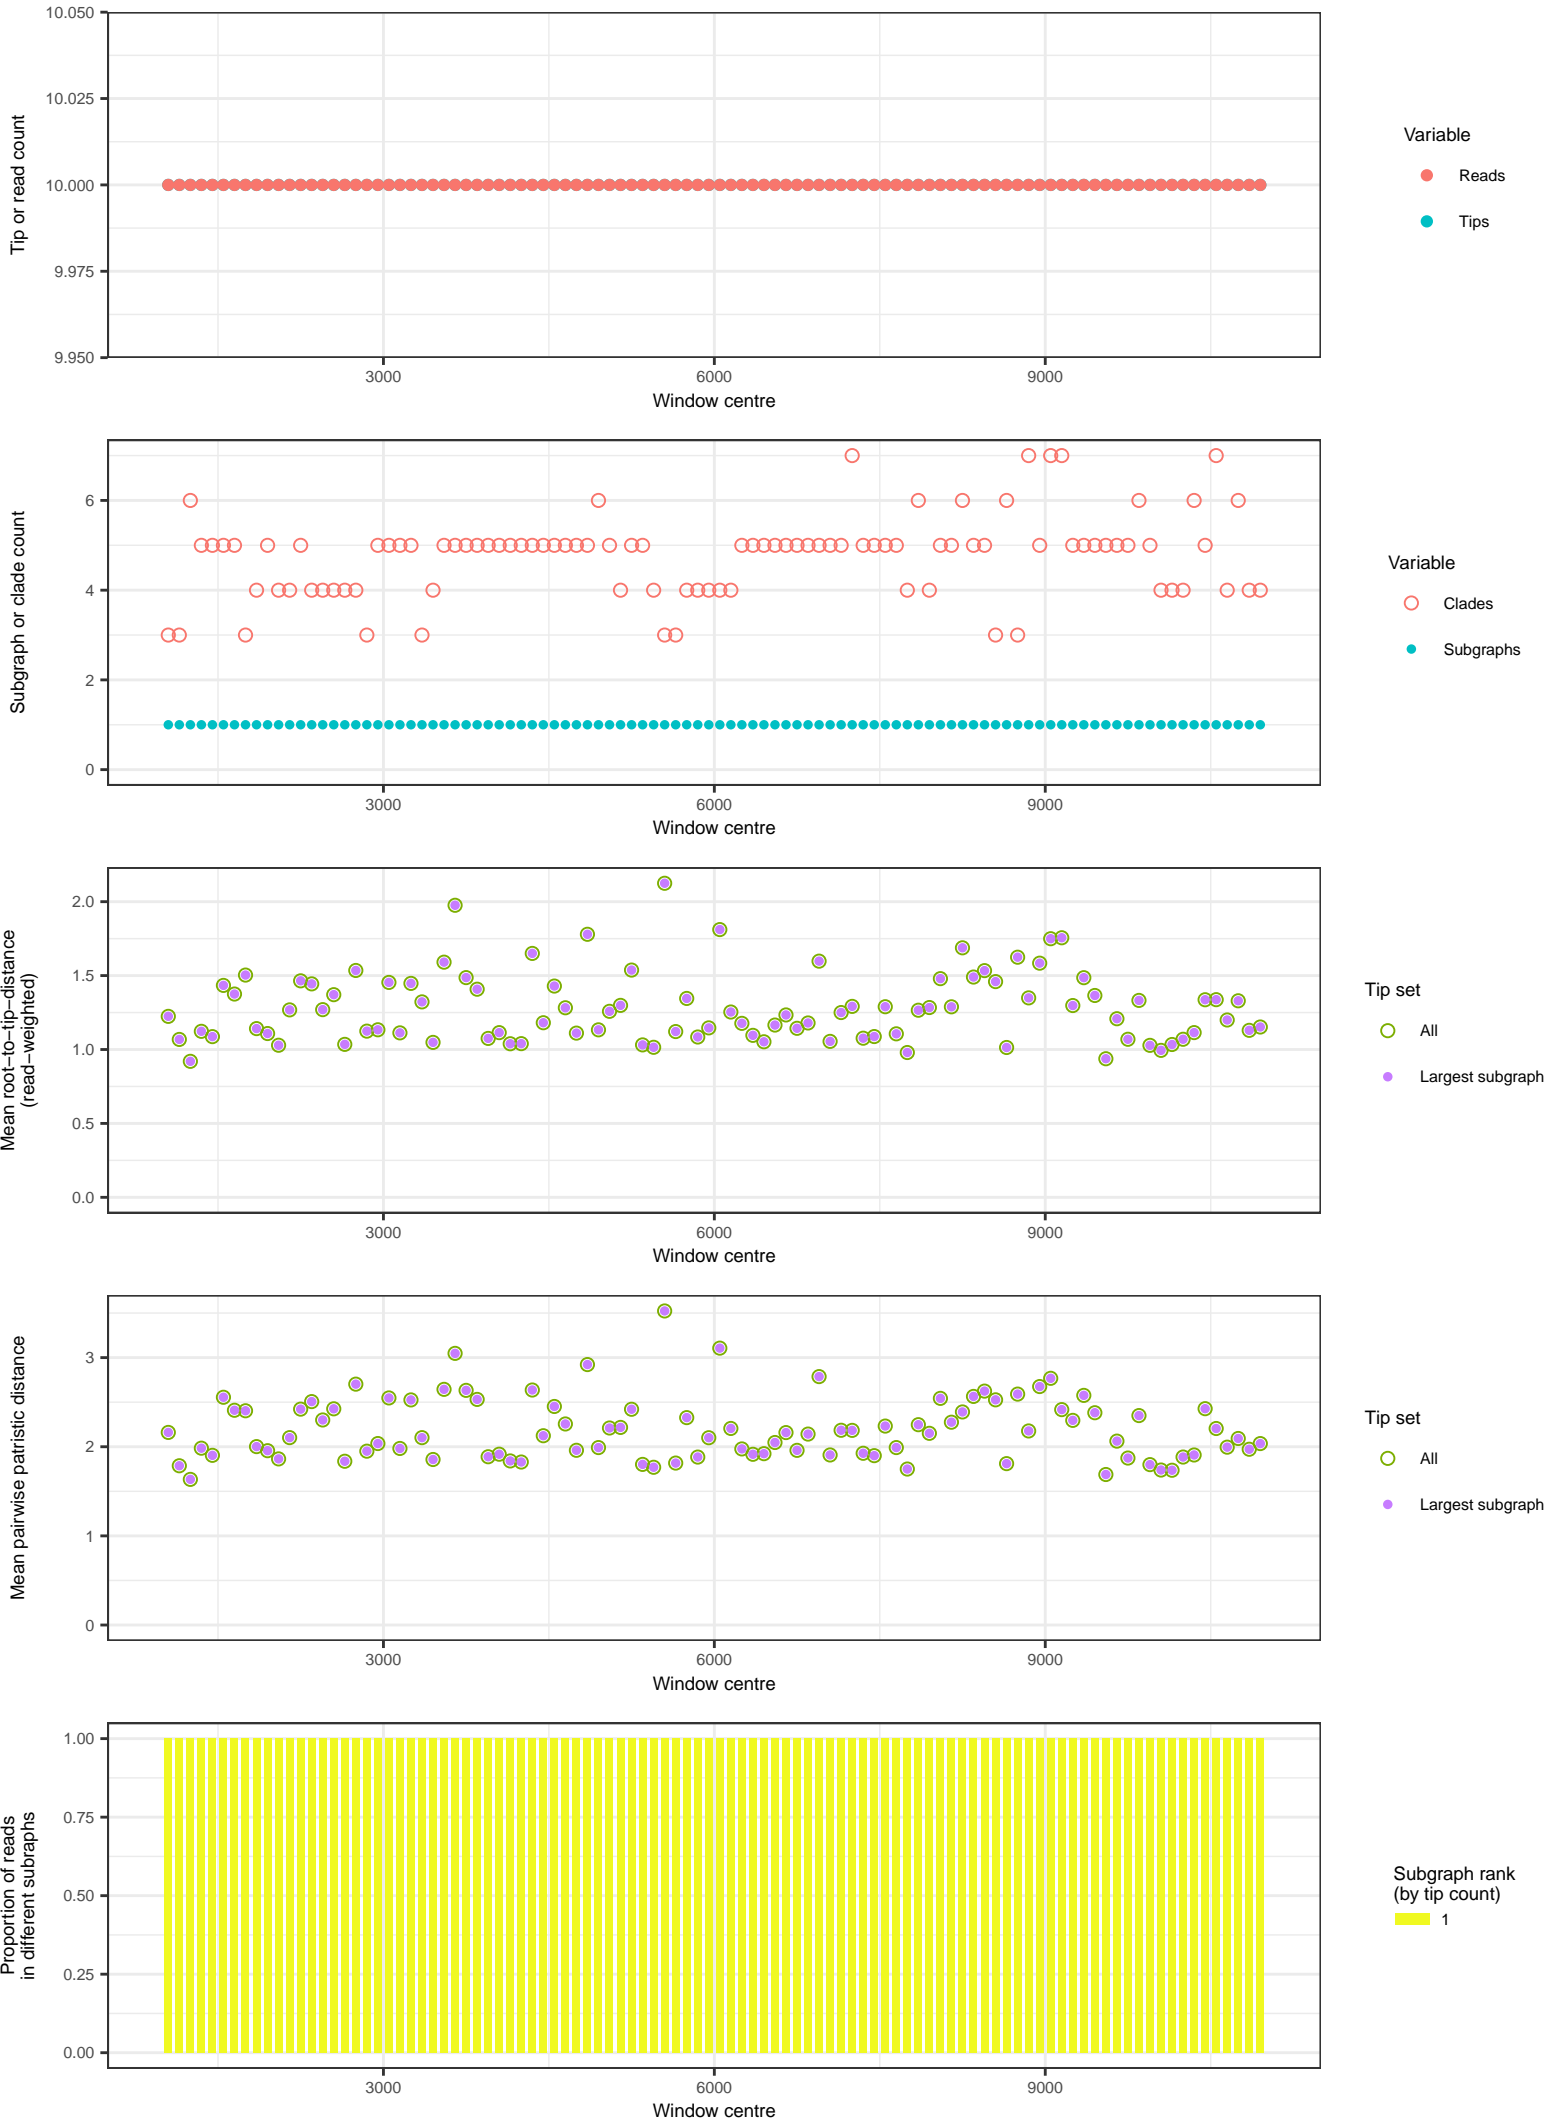 10.050
10.025
10.000
9.975
9.950
Tip or read count
3000 6000 9000
Window centre
Variable
Reads
Tips
6
4
2
0
Subgraph or clade count
3000 6000 9000
Window centre
Variable
Clades
Subgraphs
2.0
1.5
1.0
0.5
0.0
Mean root−to−tip−distance
(read−weighted)
3000 6000 9000
Window centre
Tip set
All
Largest subgraph
3
2
1
0
Mean pairwise patristic distance
3000 6000 9000
Window centre
Tip set
All
Largest subgraph
1.00
0.75
0.50
0.25
0.00
Proportion of reads
in different subraphs
3000 6000 9000
Window centre
Subgraph rank
(by tip count)
1